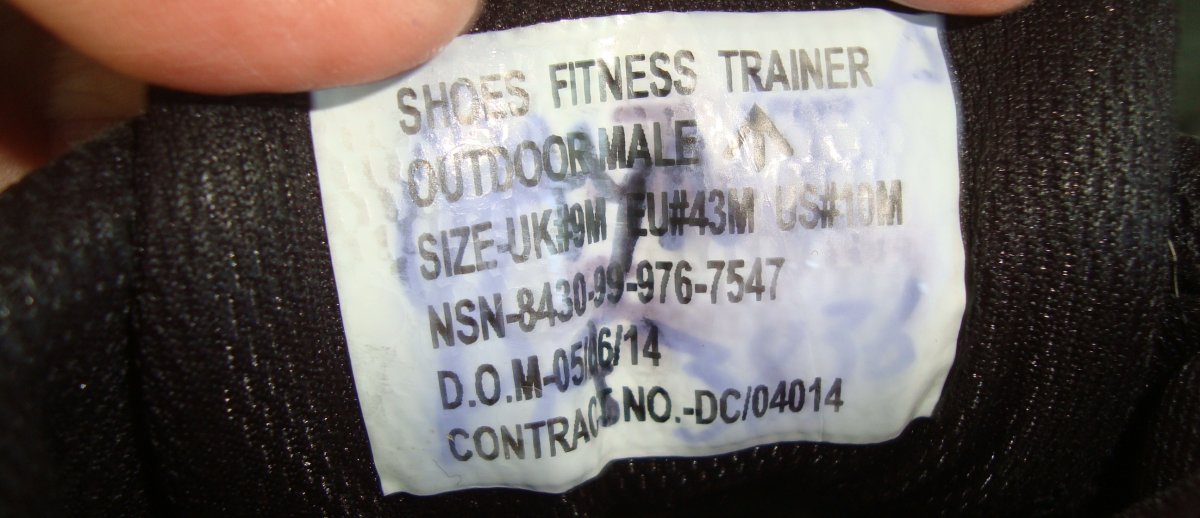 SHOES FITNESS TRAINER
OUTDOOR MALE
SIZE-UK#9M EU#43M US#10M
NSN-8430-99-976-7547
D.O.M-05/06/14
CONTRACT NO.-DC/04014